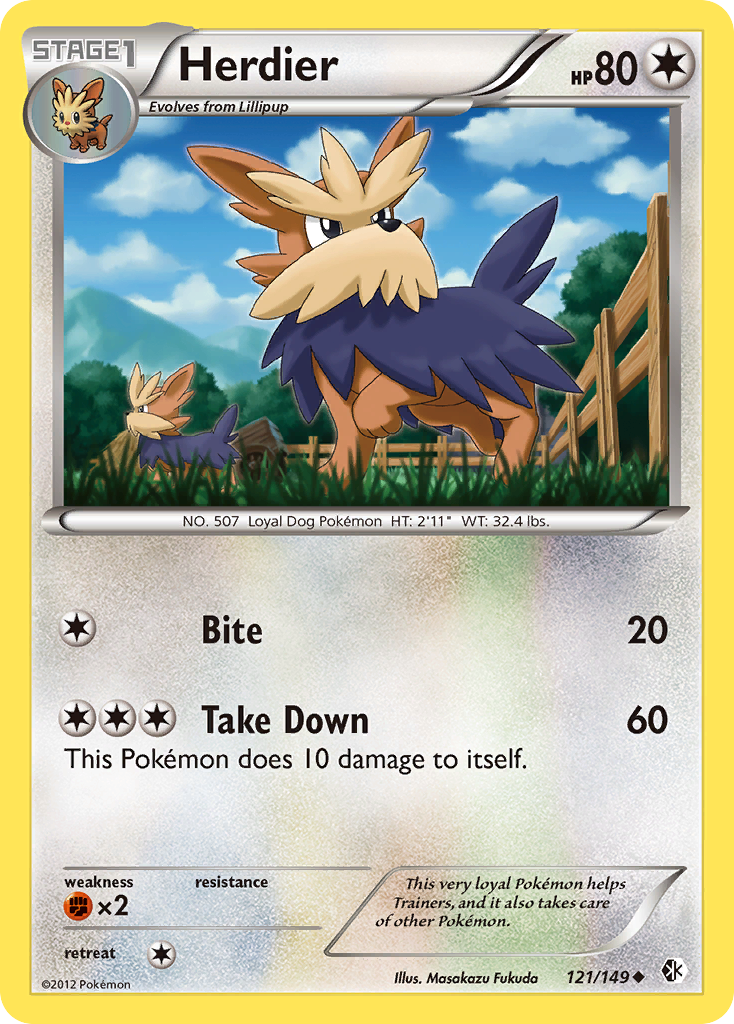 STAGE1
Herdier
HP80
Evolves from Lillipup
NO. 507 Loyal Dog Pokémon HT: 2'11" WT: 32.4 lbs.
Bite 20
Take Down 60
This Pokémon does 10 damage to itself.
weakness resistance
×2
This very loyal Pokémon helps
Trainers, and it also takes care
of other Pokémon.
retreat
©2012 Pokémon
Illus. Masakazu Fukuda 121/149